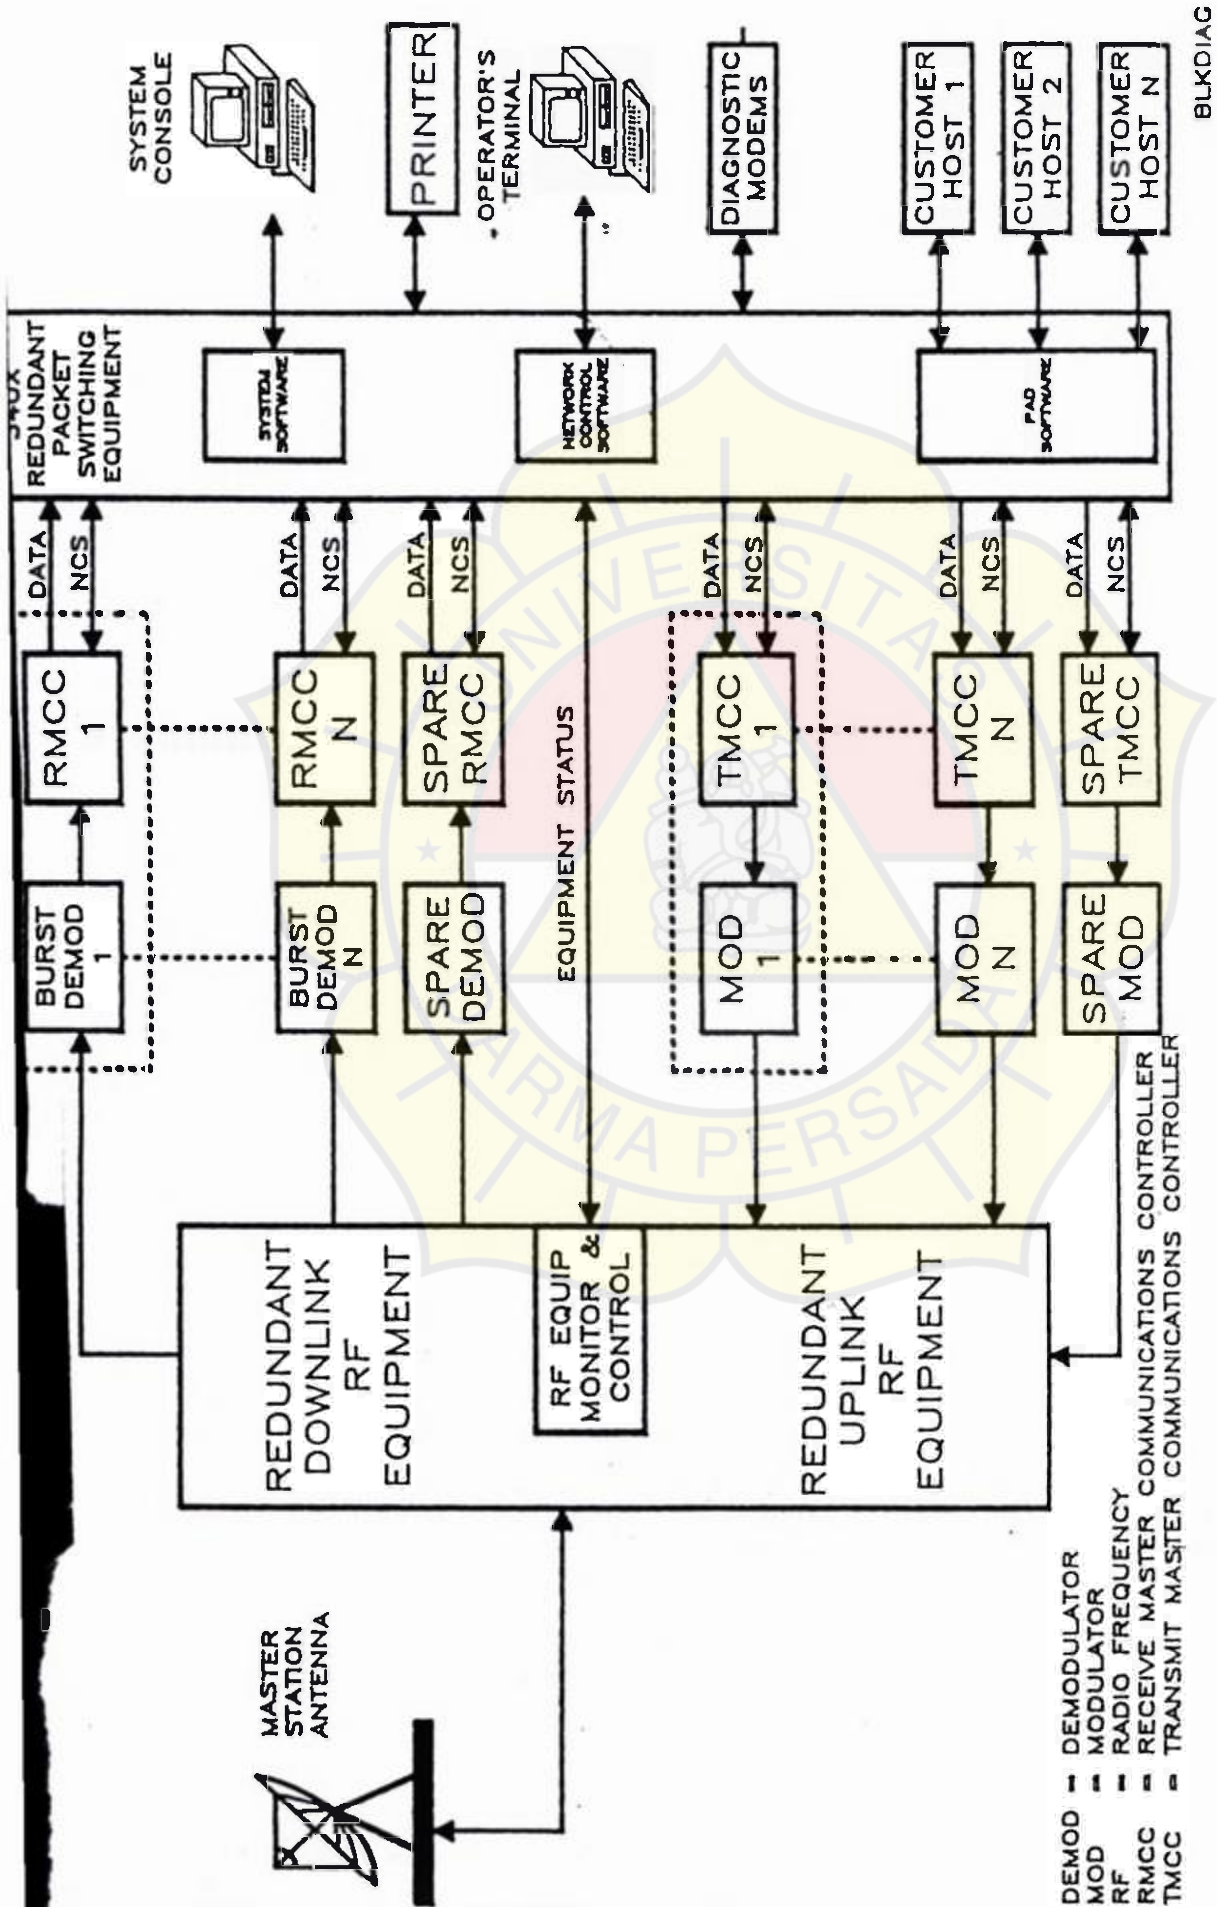 SYSTEM
CONSOLE
PRINTER
OPERATOR'S
TERMINAL
DIAGNOSTIC
MODEMS
CUSTOMER
HOST 1
CUSTOMER
HOST 2
CUSTOMER
HOST N
BLKDIAG
REDUNDANT
PACKET
SWITCHING
EQUIPMENT
SYSTEM
SOFTWARE
NETWORK
CONTROL
SOFTWARE
PAD
SOFTWARE
DATA
NCS
DATA
NCS
DATA
NCS
DATA
NCS
DATA
NCS
DATA
NCS
RMCC
1
RMCC
N
SPARE
RMCC
EQUIPMENT STATUS
TMCC
1
TMCC
N
SPARE
TMCC
BURST
DEMOD
1
BURST
DEMOD
N
SPARE
DEMOD
MOD
1
MOD
N
SPARE
MOD
REDUNDANT
DOWNLINK
RF
EQUIPMENT
RF EQUIP
MONITOR &
CONTROL
REDUNDANT
UPLINK
RF
EQUIPMENT
MASTER
STATION
ANTENNA
DEMOD - DEMODULATOR
MOD - MODULATOR
RF - RADIO FREQUENCY
RMCC - RECEIVE MASTER COMMUNICATIONS CONTROLLER
TMCC - TRANSMIT MASTER COMMUNICATIONS CONTROLLER
UNIVERSITAS
DARMA PERSADA